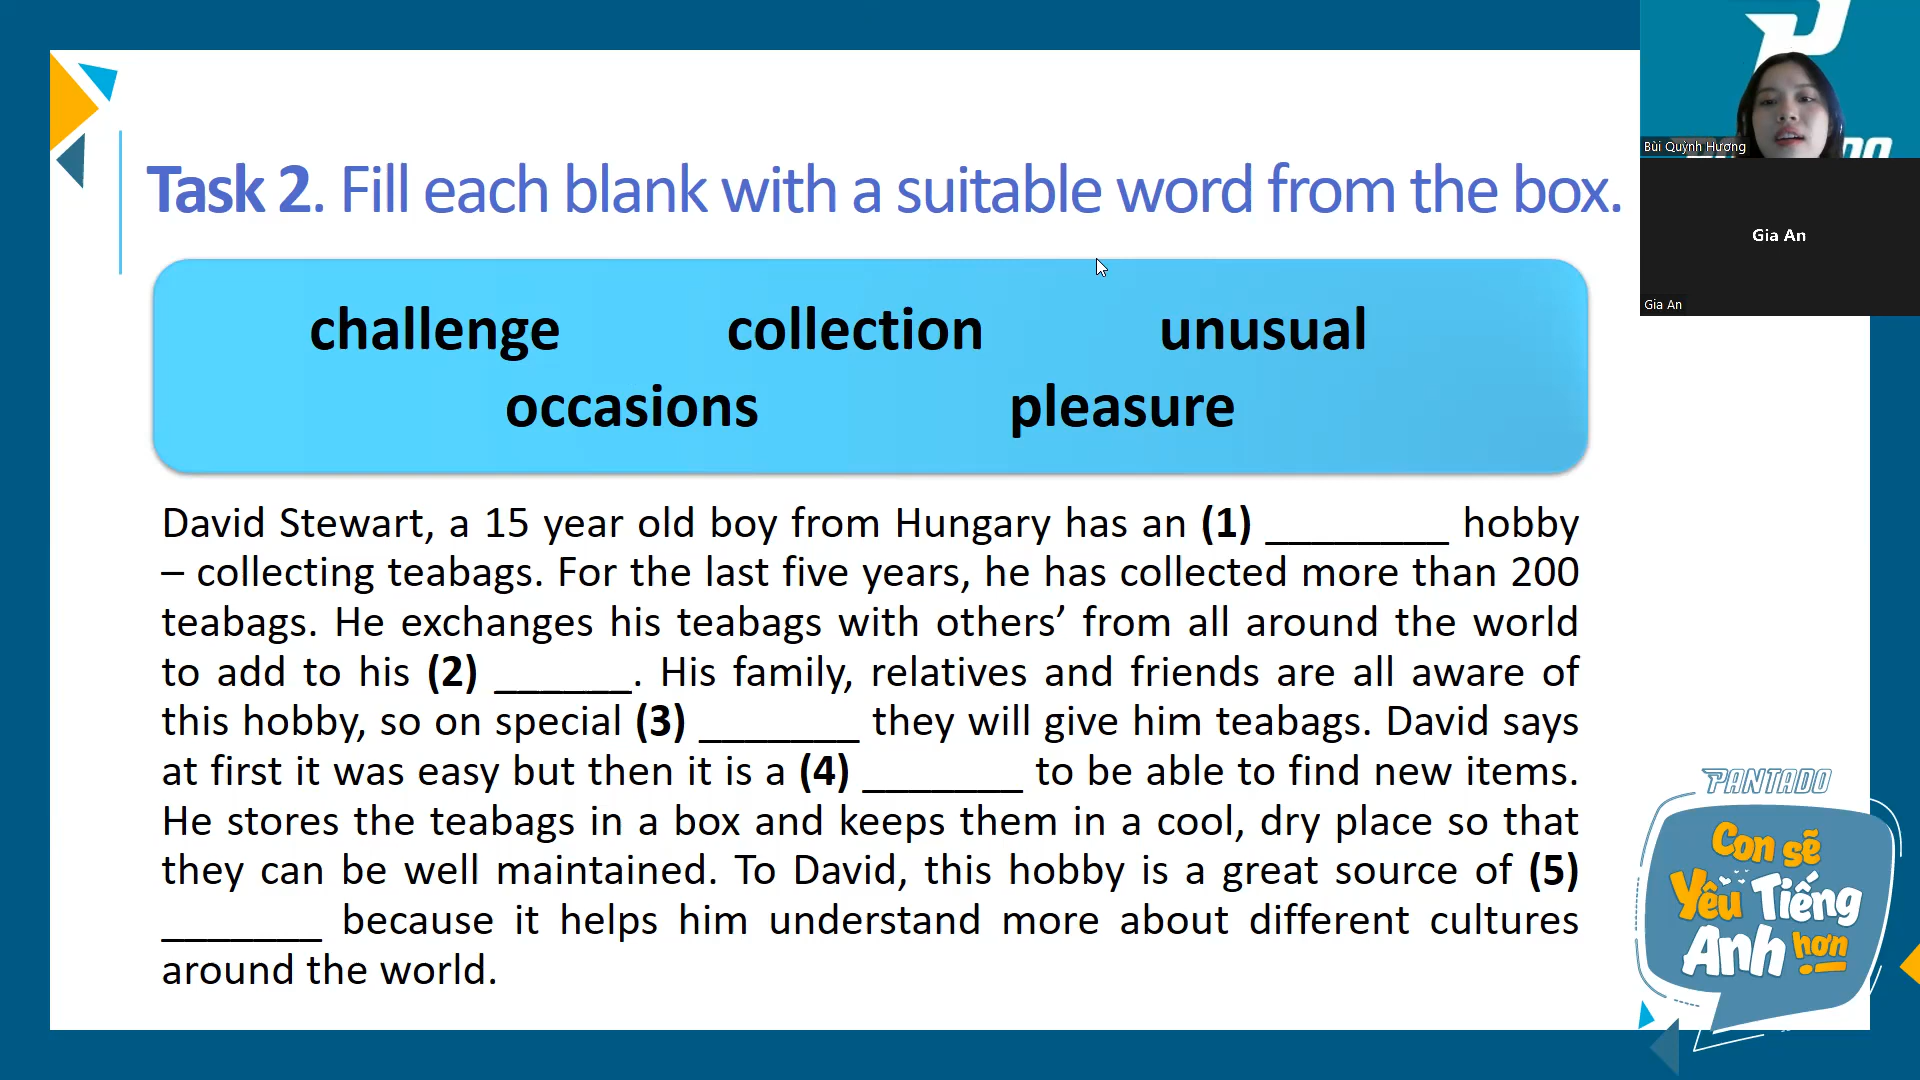 Task 2. Fill each blank with a suitable word from the box.
challenge collection unusual
occasions pleasure
David Stewart, a 15 year old boy from Hungary has an (1) ________ hobby
– collecting teabags. For the last five years, he has collected more than 200
teabags. He exchanges his teabags with others’ from all around the world
to add to his (2) ______. His family, relatives and friends are all aware of
this hobby, so on special (3) _______ they will give him teabags. David says
at first it was easy but then it is a (4) _______ to be able to find new items.
He stores the teabags in a box and keeps them in a cool, dry place so that
they can be well maintained. To David, this hobby is a great source of (5)
_______ because it helps him understand more about different cultures
around the world.
Bùi Quỳnh Hương
Gia An
Gia An
PANTADO
Con sẽ
Yêu Tiếng
Anh hơn